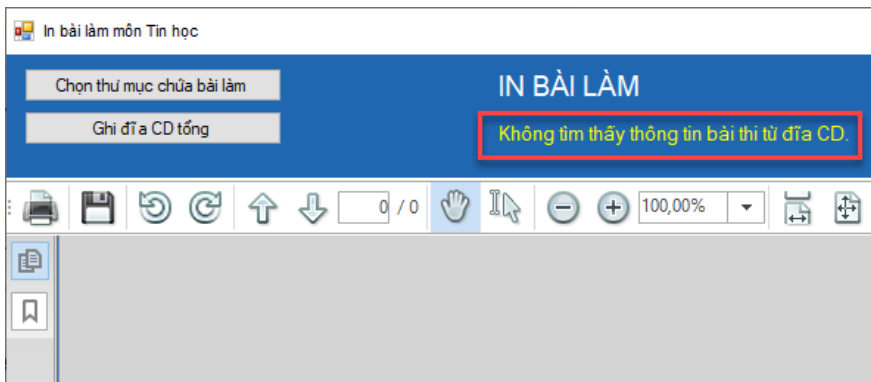 In bài làm môn Tin học
Chọn thư mục chứa bài làm
IN BÀI LÀM
Ghi đĩa CD tổng
Không tìm thấy thông tin bài thi từ đĩa CD.
0 / 0
100,00%